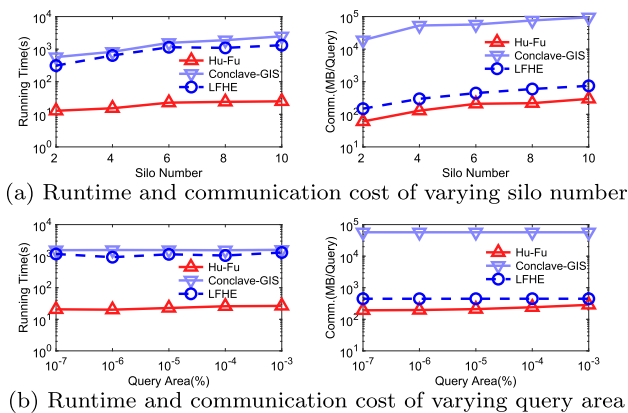 Running Time(s)
10^4
10^3
10^2
10^1
10^0
Hu-Fu
Conclave-GIS
LFHE
2 4 6 8 10
Silo Number
Comm.(MB/Query)
10^5
10^4
10^3
10^2
10^1
Hu-Fu
Conclave-GIS
LFHE
2 4 6 8 10
Silo Number
(a) Runtime and communication cost of varying silo number
Running Time(s)
10^4
10^3
10^2
10^1
10^0
Hu-Fu
Conclave-GIS
LFHE
10^-7 10^-6 10^-5 10^-4 10^-3
Query Area(%)
Comm.(MB/Query)
10^5
10^4
10^3
10^2
10^1
Hu-Fu
Conclave-GIS
LFHE
10^-7 10^-6 10^-5 10^-4 10^-3
Query Area(%)
(b) Runtime and communication cost of varying query area